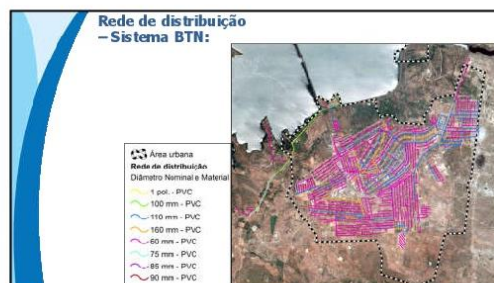 Rede de distribuição
– Sistema BTN:
Área urbana
Rede de distribuição
Diâmetro Nominal e Material
1 pol. - PVC
100 mm - PVC
110 mm - PVC
160 mm - PVC
60 mm - PVC
75 mm - PVC
85 mm - PVC
90 mm - PVC